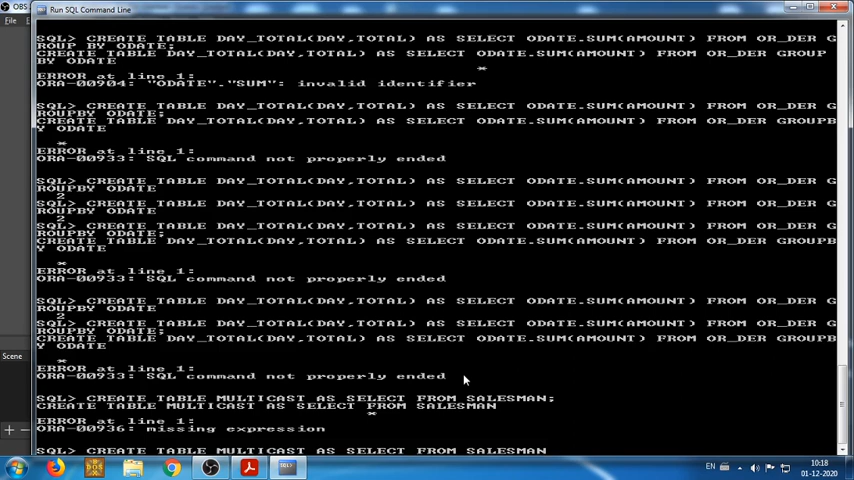 OBS
Run SQL Command Line
File
SQL> CREATE TABLE DAY_TOTAL(DAY,TOTAL) AS SELECT ODATE.SUM(AMOUNT) FROM OR_DER G
ROUP BY ODATE;
CREATE TABLE DAY_TOTAL(DAY,TOTAL) AS SELECT ODATE.SUM(AMOUNT) FROM OR_DER GROUP
BY ODATE
*
ERROR at line 1:
ORA-00904: "ODATE"."SUM": invalid identifier
SQL> CREATE TABLE DAY_TOTAL(DAY,TOTAL) AS SELECT ODATE.SUM(AMOUNT) FROM OR_DER G
ROUPBY ODATE;
CREATE TABLE DAY_TOTAL(DAY,TOTAL) AS SELECT ODATE.SUM(AMOUNT) FROM OR_DER GROUPB
Y ODATE
*
ERROR at line 1:
ORA-00933: SQL command not properly ended
SQL> CREATE TABLE DAY_TOTAL(DAY,TOTAL) AS SELECT ODATE.SUM(AMOUNT) FROM OR_DER G
ROUPBY ODATE
2
SQL> CREATE TABLE DAY_TOTAL(DAY,TOTAL) AS SELECT ODATE.SUM(AMOUNT) FROM OR_DER G
ROUPBY ODATE
2
SQL> CREATE TABLE DAY_TOTAL(DAY,TOTAL) AS SELECT ODATE.SUM(AMOUNT) FROM OR_DER G
ROUPBY ODATE;
CREATE TABLE DAY_TOTAL(DAY,TOTAL) AS SELECT ODATE.SUM(AMOUNT) FROM OR_DER GROUPB
Y ODATE
*
ERROR at line 1:
ORA-00933: SQL command not properly ended
SQL> CREATE TABLE DAY_TOTAL(DAY,TOTAL) AS SELECT ODATE.SUM(AMOUNT) FROM OR_DER G
ROUPBY ODATE
2
SQL> CREATE TABLE DAY_TOTAL(DAY,TOTAL) AS SELECT ODATE.SUM(AMOUNT) FROM OR_DER G
ROUPBY ODATE;
CREATE TABLE DAY_TOTAL(DAY,TOTAL) AS SELECT ODATE.SUM(AMOUNT) FROM OR_DER GROUPB
Y ODATE
*
ERROR at line 1:
ORA-00933: SQL command not properly ended
Scene
SQL> CREATE TABLE MULTICAST AS SELECT FROM SALESMAN;
CREATE TABLE MULTICAST AS SELECT FROM SALESMAN
*
ERROR at line 1:
ORA-00936: missing expression
SQL> CREATE TABLE MULTICAST AS SELECT FROM SALESMAN
DOS
EN
10:18
01-12-2020